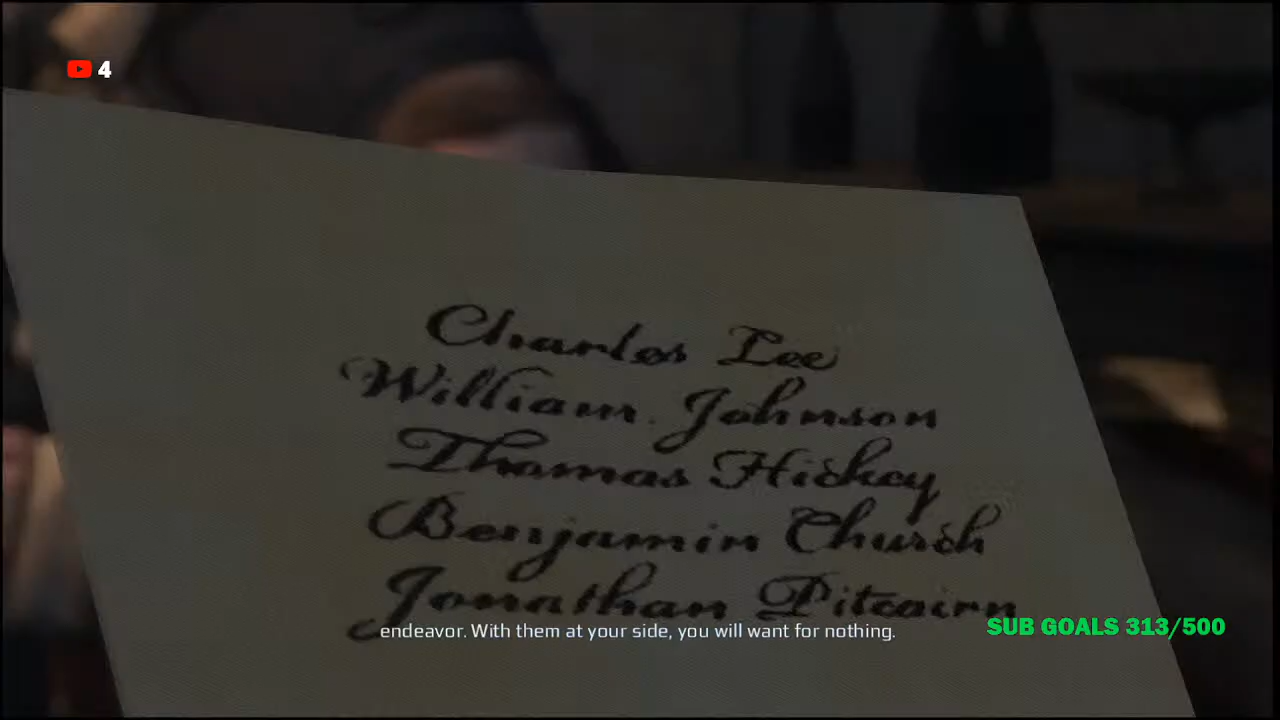 4
Charles Lee
William Johnson
Thomas Hickey
Benjamin Church
Jonathan Pitcairn
endeavor. With them at your side, you will want for nothing.
SUB GOALS 313/500